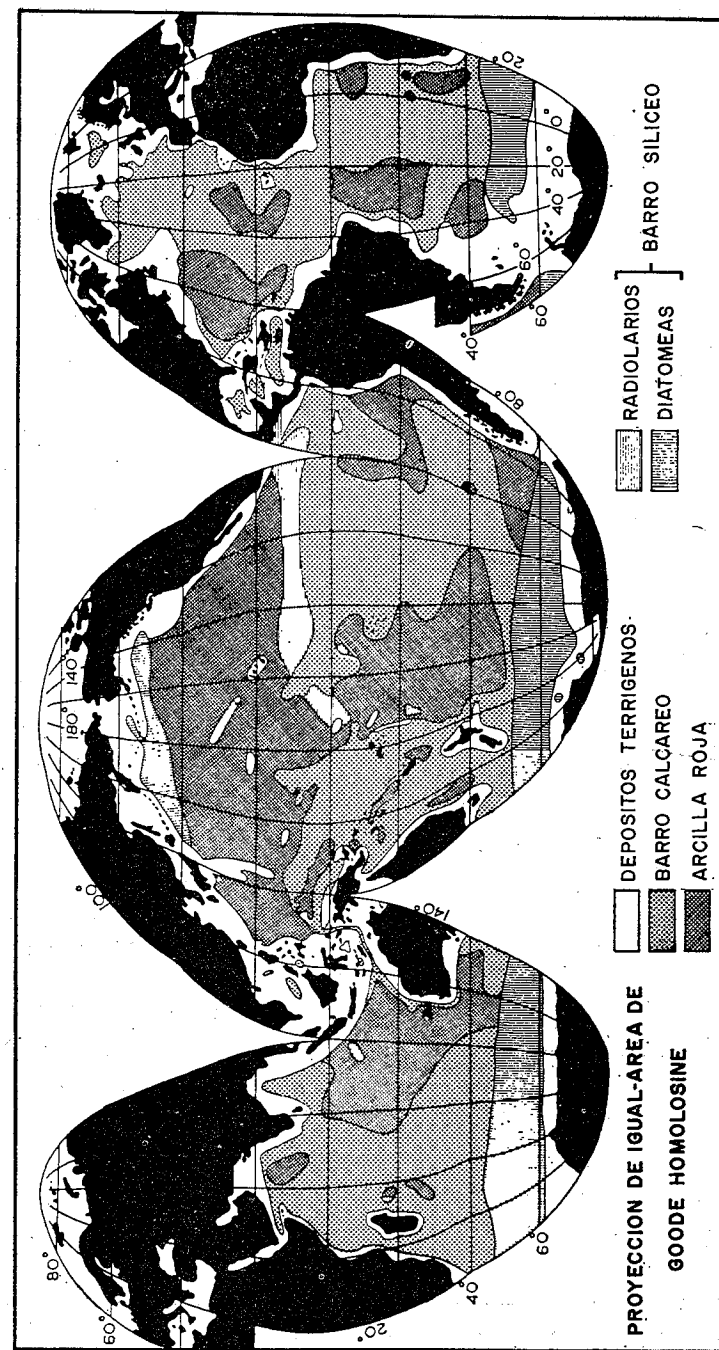 80°
60°
100°
180°
140°
60°
20°
40
60
140°
80°
40°
60°
60
40
20
0°
20°
PROYECCION DE IGUAL-AREA DE
GOODE HOMOLOSINE
DEPOSITOS TERRIGENOS
BARRO CALCAREO
ARCILLA ROJA
RADIOLARIOS
DIATOMEAS
BARRO SILICEO